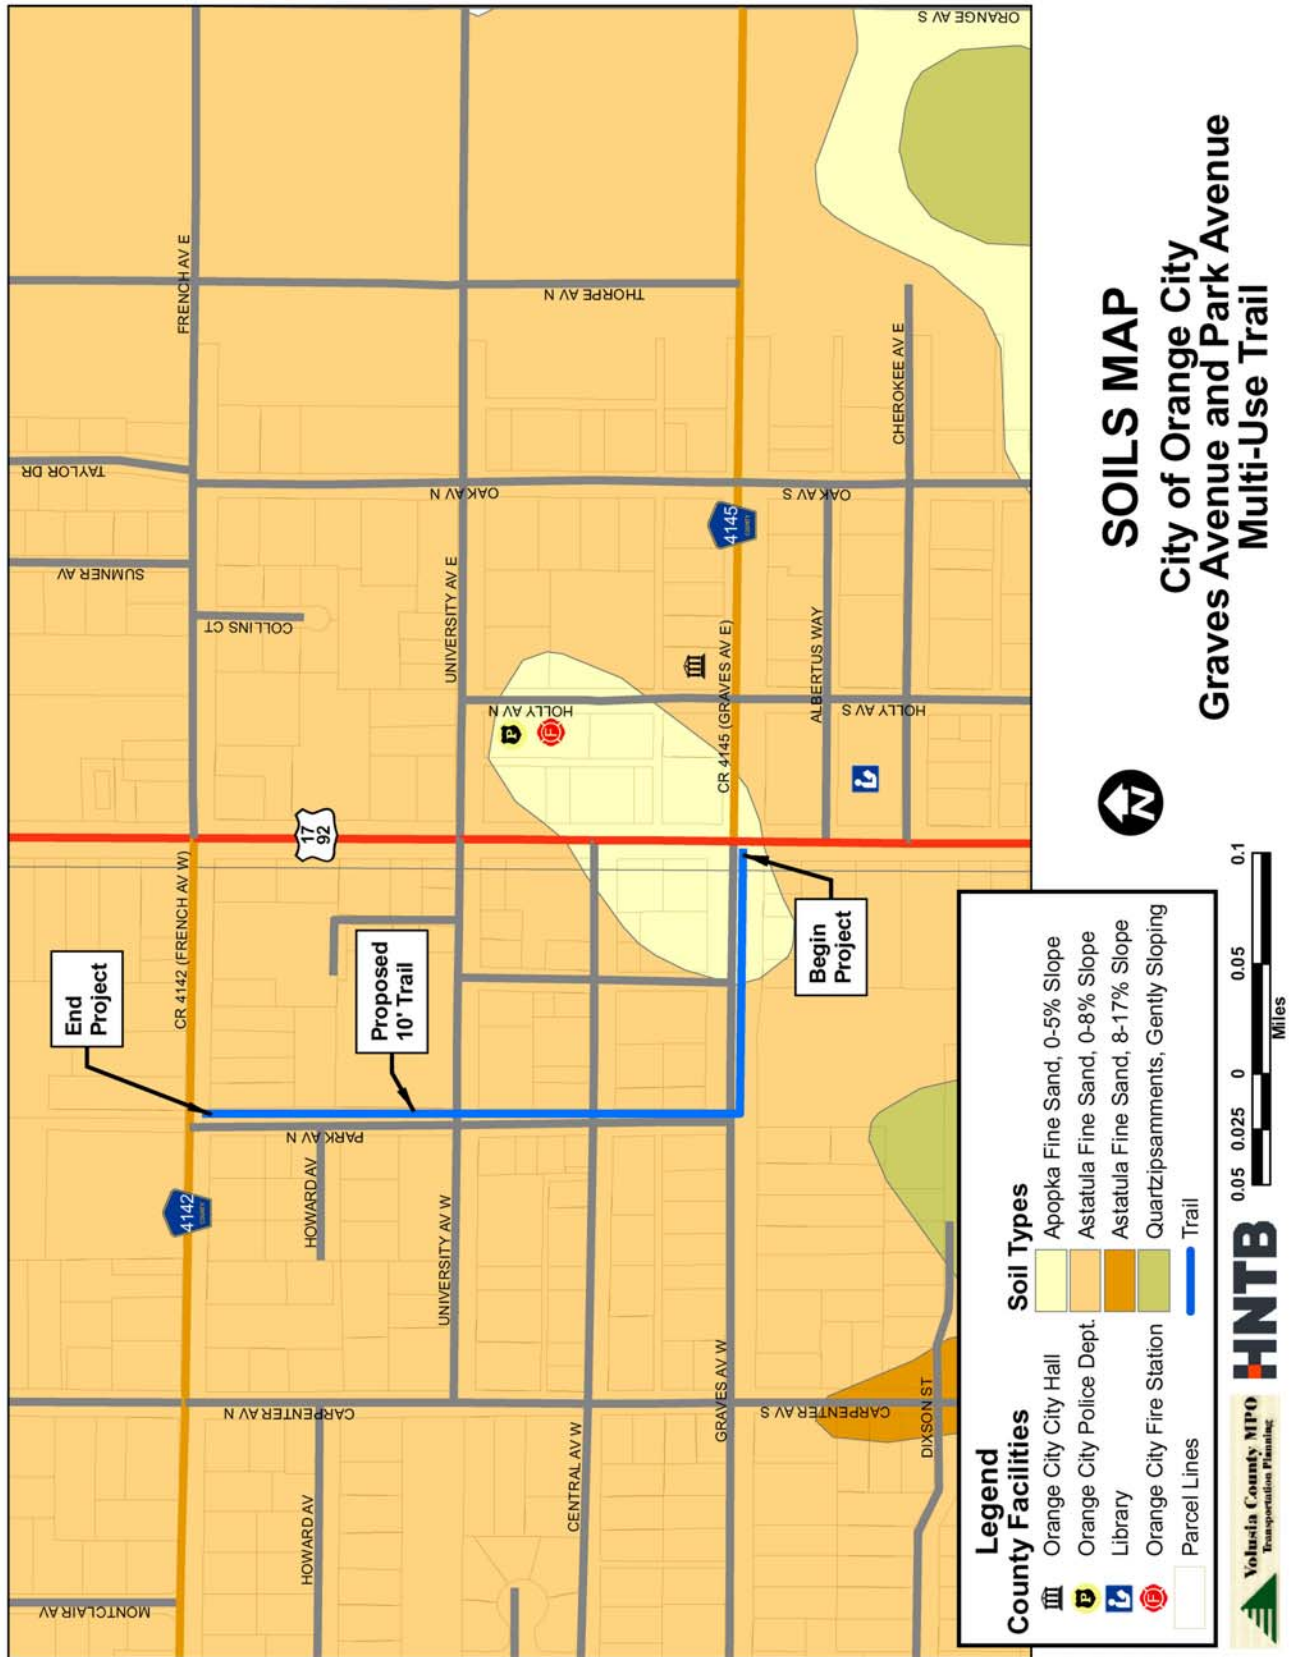 SOILS MAP
City of Orange City
Graves Avenue and Park Avenue
Multi-Use Trail
MONTCLAIR AV
SUMNER AV
TAYLOR DR
4142
COUNTY
CR 4142 (FRENCH AV W)
FRENCH AV E
End
Project
COLLINS CT
HOWARD AV
HOWARD AV
PARK AV N
17
92
CARPENTER AV N
Proposed
10' Trail
UNIVERSITY AV W
UNIVERSITY AV E
OAK AV N
HOLLY AV N
P
F
THORPE AV N
CENTRAL AV W
GRAVES AV W
CR 4145 (GRAVES AV E)
4145
COUNTY
CARPENTER AV S
Begin
Project
ALBERTUS WAY
OAK AV S
HOLLY AV S
CHEROKEE AV E
DIXSON ST
ORANGE AV S
N
Legend
County Facilities
Orange City City Hall
P Orange City Police Dept.
Library
F Orange City Fire Station
Parcel Lines
Soil Types
Apopka Fine Sand, 0-5% Slope
Astatula Fine Sand, 0-8% Slope
Astatula Fine Sand, 8-17% Slope
Quartzipsamments, Gently Sloping
Trail
Volusia County MPO
Transportation Planning
HNTB
0.05 0.025 0 0.05 0.1
Miles